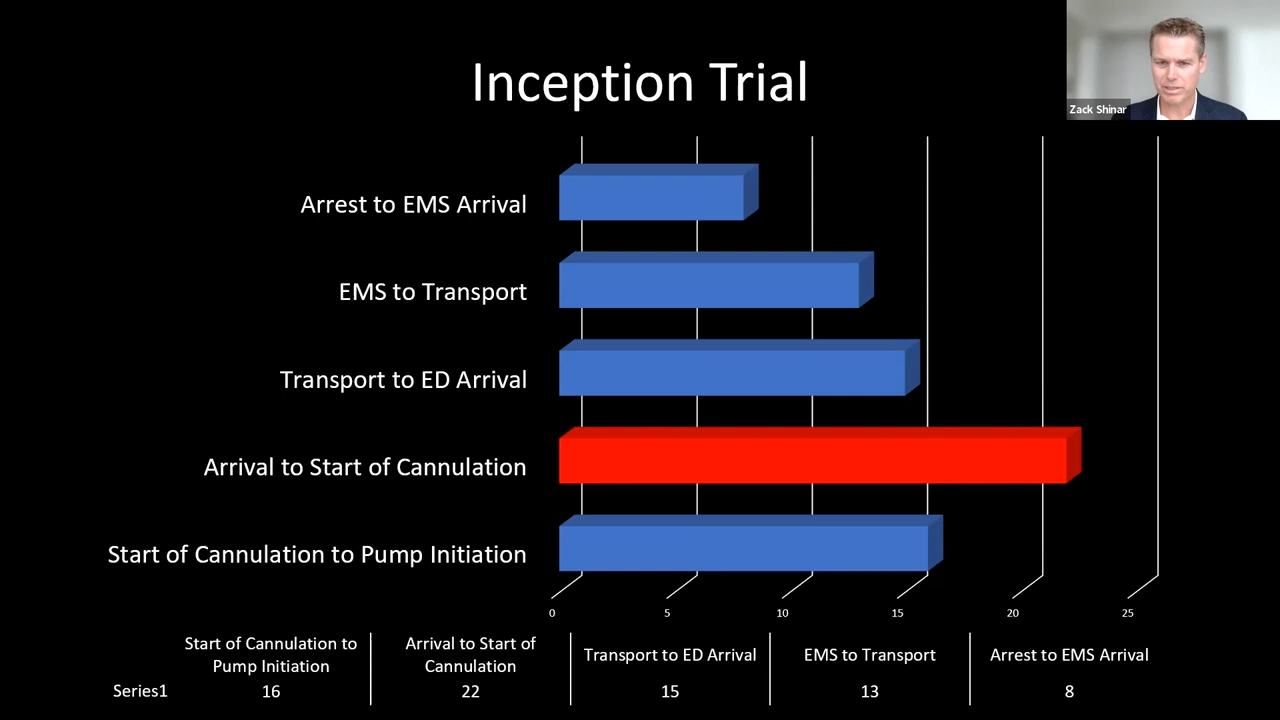 Inception Trial
Zack Shinar
Arrest to EMS Arrival
EMS to Transport
Transport to ED Arrival
Arrival to Start of Cannulation
Start of Cannulation to Pump Initiation
0 5 10 15 20 25
Start of Cannulation to
Pump Initiation
Arrival to Start of
Cannulation
Transport to ED Arrival
EMS to Transport
Arrest to EMS Arrival
Series1 16 22 15 13 8